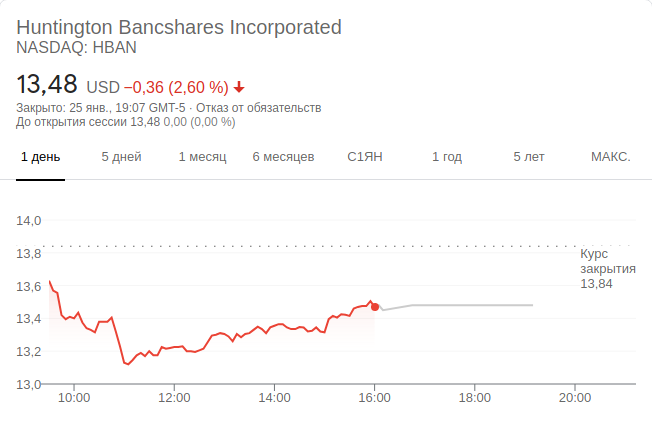 Huntington Bancshares Incorporated
NASDAQ: HBAN
13,48 USD −0,36 (2,60 %)
Закрыто: 25 янв., 19:07 GMT-5 · Отказ от обязательств
До открытия сессии 13,48 0,00 (0,00 %)
1 день 5 дней 1 месяц 6 месяцев С1ЯН 1 год 5 лет МАКС.
14,0
13,8
Курс
закрытия
13,84
13,6
13,4
13,2
13,0
10:00 12:00 14:00 16:00 18:00 20:00